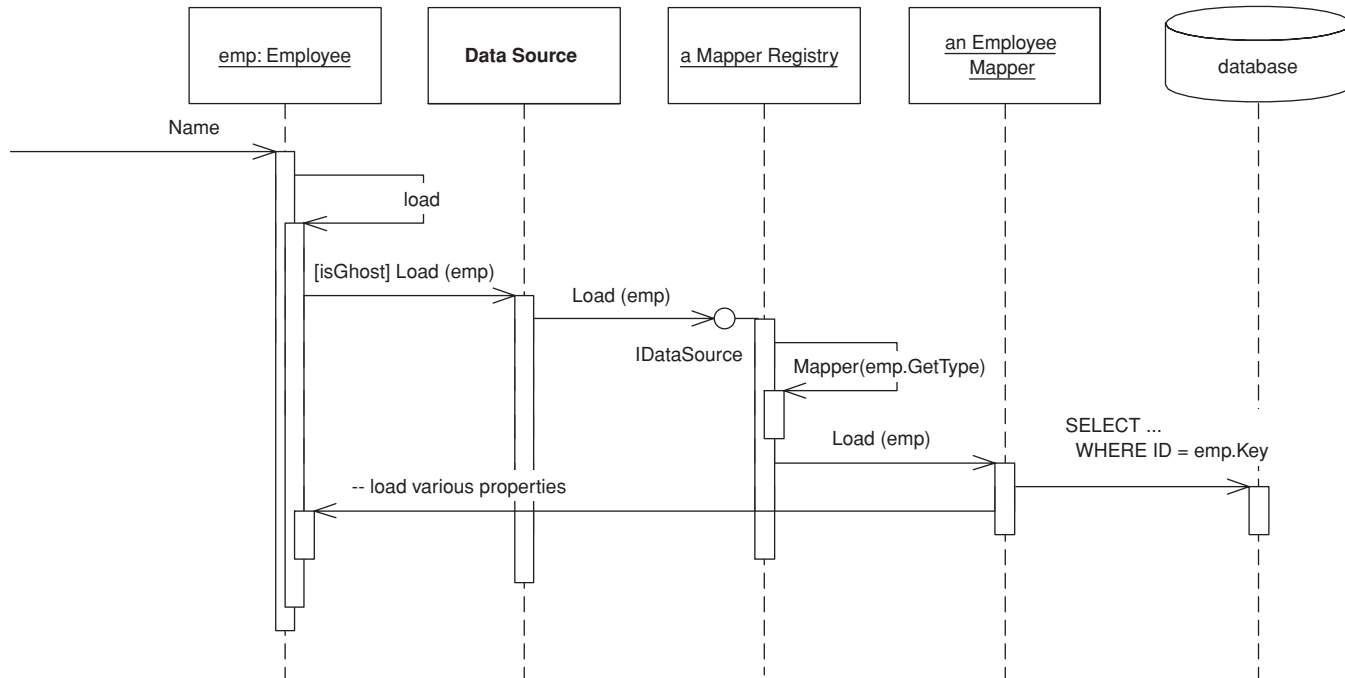 emp: Employee
Data Source
a Mapper Registry
an Employee
Mapper
database
Name
load
[isGhost] Load (emp)
Load (emp)
IDataSource
Mapper(emp.GetType)
Load (emp)
SELECT ...
WHERE ID = emp.Key
-- load various properties